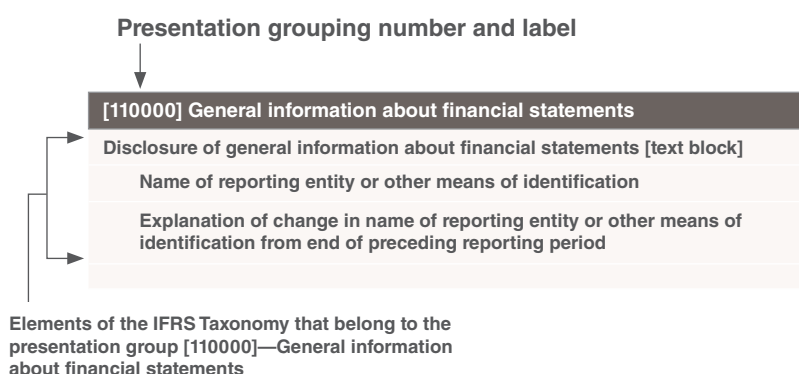 Presentation grouping number and label
[110000] General information about financial statements
Disclosure of general information about financial statements [text block]
Name of reporting entity or other means of identification
Explanation of change in name of reporting entity or other means of
identification from end of preceding reporting period
Elements of the IFRS Taxonomy that belong to the
presentation group [110000]—General information
about financial statements